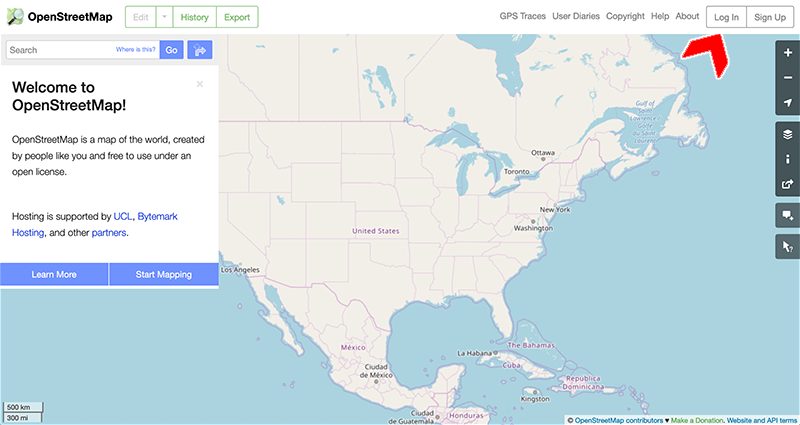 OpenStreetMap
Edit
History
Export
GPS Traces
User Diaries
Copyright
Help
About
Log In
Sign Up
Search
Where is this?
Go
Welcome to
OpenStreetMap!
OpenStreetMap is a map of the world, created
by people like you and free to use under an
open license.
Hosting is supported by UCL, Bytemark
Hosting, and other partners.
Learn More
Start Mapping
Gulf of
Saint-
Lawrence /
Golfe du
Saint-Laurent
Ottawa
Toronto
New York
Washington
United States
Los Angeles
México
Ciudad
de México
La Habana
The Bahamas
Cuba
Republica
Dominicana
Kingston
Ciudad
de Guatemala
Honduras
500 km
300 mi
© OpenStreetMap contributors ♥ Make a Donation. Website and API terms